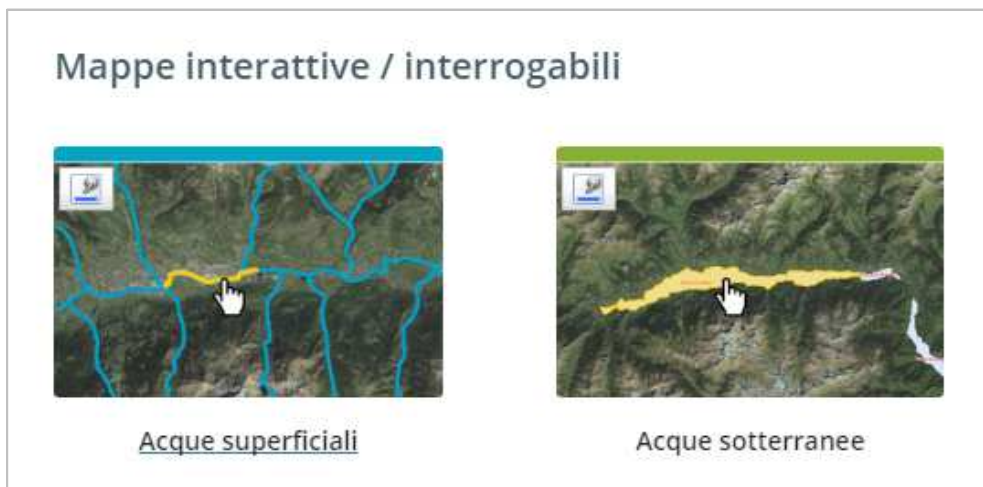 Mappe interattive / interrogabili
Acque superficiali
Acque sotterranee